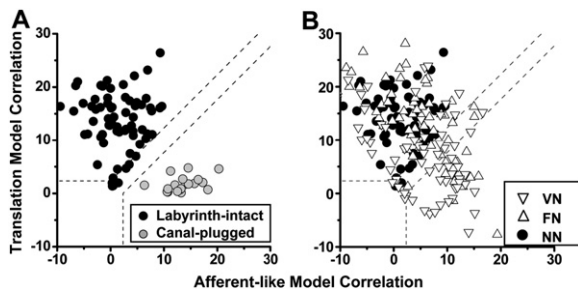 A
B
Translation Model Correlation
30
20
10
0
-10
-10 0 10 20 30
Labyrinth-intact
Canal-plugged
30
20
10
0
-10
-10 0 10 20 30
VN
FN
NN
Afferent-like Model Correlation